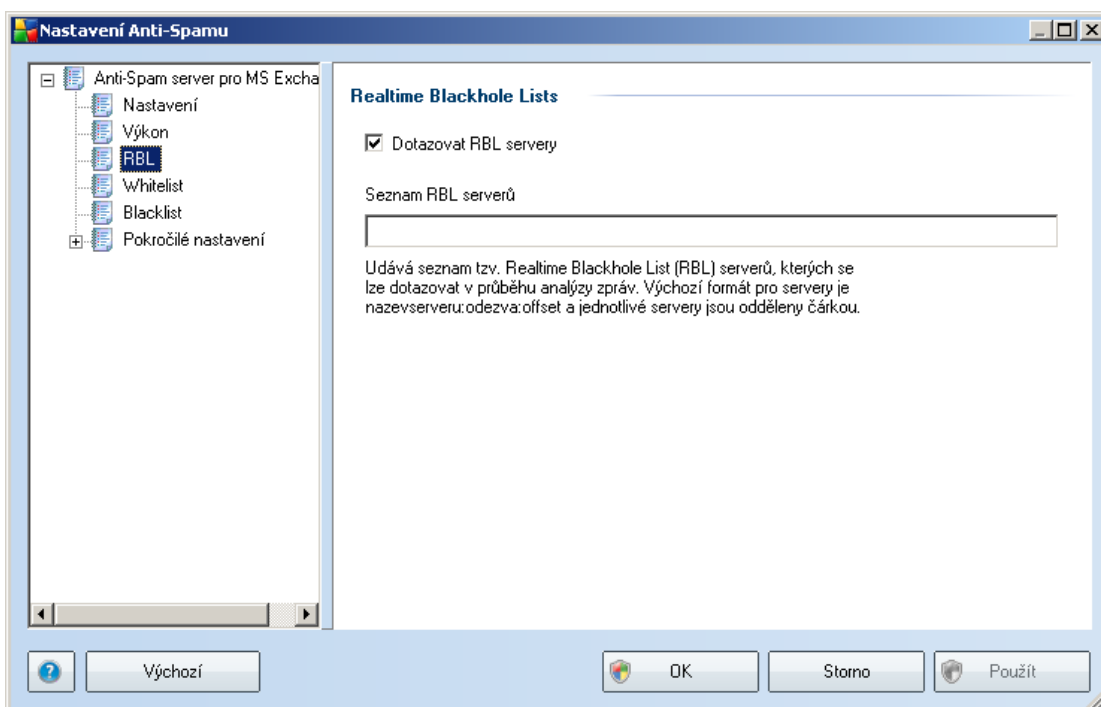 Nastavení Anti-Spamu
Anti-Spam server pro MS Excha
Nastavení
Výkon
RBL
Whitelist
Blacklist
Pokročilé nastavení
Realtime Blackhole Lists
Dotazovat RBL servery
Seznam RBL serverů
Udává seznam tzv. Realtime Blackhole List (RBL) serverů, kterých se
lze dotazovat v průběhu analýzy zpráv. Výchozí formát pro servery je
nazevserveru:odezva:offset a jednotlivé servery jsou odděleny čárkou.
Výchozí
OK
Storno
Použít